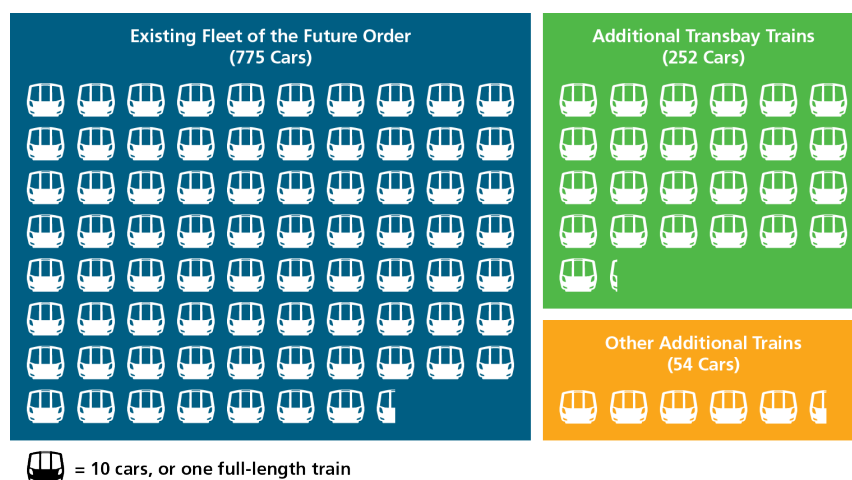 Existing Fleet of the Future Order
(775 Cars)
Additional Transbay Trains
(252 Cars)
Other Additional Trains
(54 Cars)
= 10 cars, or one full-length train